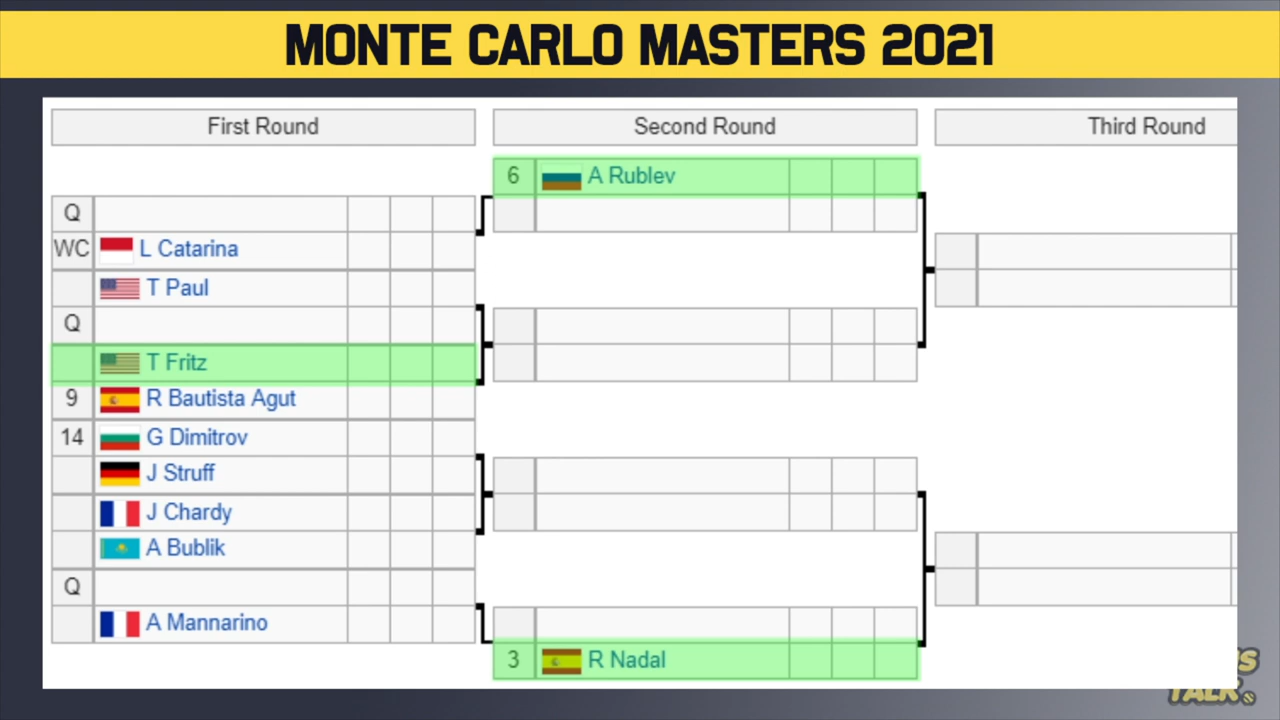 MONTE CARLO MASTERS 2021
First Round
Second Round
Third Round
6 A Rublev
Q
WC L Catarina
T Paul
Q
T Fritz
9 R Bautista Agut
14 G Dimitrov
J Struff
J Chardy
A Bublik
Q
A Mannarino
3 R Nadal
TALK